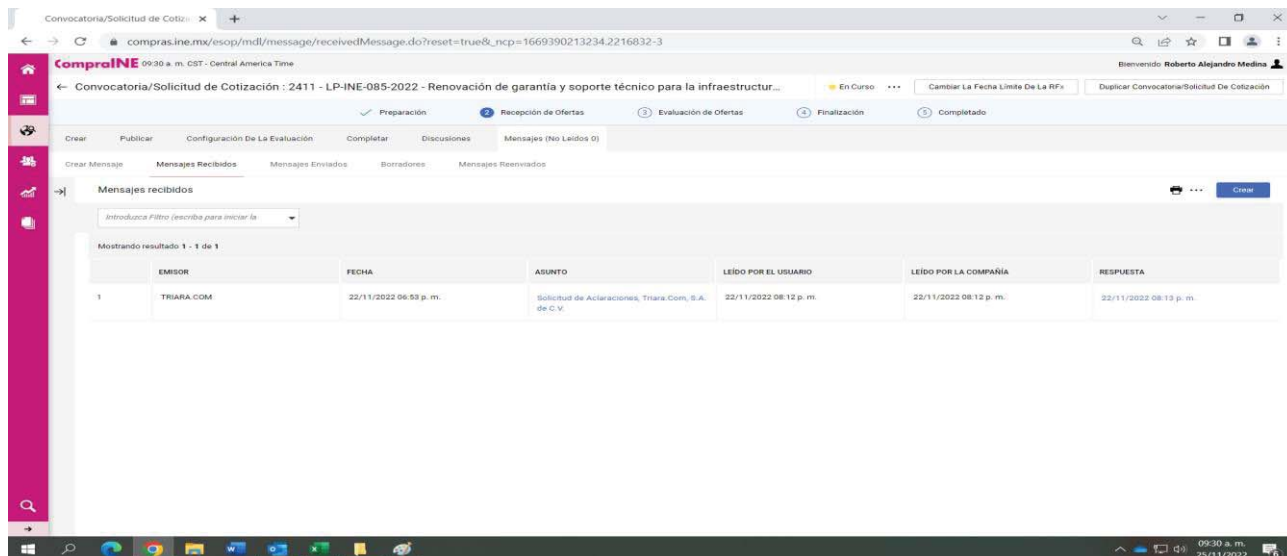 Convocatoria/Solicitud de Cotiz
compras.ine.mx/esop/mdl/message/receivedMessage.do?reset=true&_ncp=1669390213234.2216832-3
CompraINE 09:30 a. m. CST - Central America Time Bienvenido Roberto Alejandro Medina
Convocatoria/Solicitud de Cotización : 2411 - LP-INE-085-2022 - Renovación de garantía y soporte técnico para la infraestructur... En Curso ... Cambiar La Fecha Límite De La RFx Duplicar Convocatoria/Solicitud De Cotización
Preparación 2 Recepción de Ofertas 3 Evaluación de Ofertas 4 Finalización 5 Completado
Crear Publicar Configuración De La Evaluación Completar Discusiones Mensajes (No Leídos 0)
Crear Mensaje Mensajes Recibidos Mensajes Enviados Borradores Mensajes Reenviados
Mensajes recibidos ... Crear
Introduzca Filtro (escriba para iniciar la
Mostrando resultado 1 - 1 de 1
EMISOR FECHA ASUNTO LEÍDO POR EL USUARIO LEÍDO POR LA COMPAÑÍA RESPUESTA
1 TRIARA.COM 22/11/2022 06:53 p. m. Solicitud de Aclaraciones, Triara.Com, S.A. de C.V. 22/11/2022 08:12 p. m. 22/11/2022 08:12 p. m. 22/11/2022 08:13 p. m.
09:30 a. m.
25/11/2022